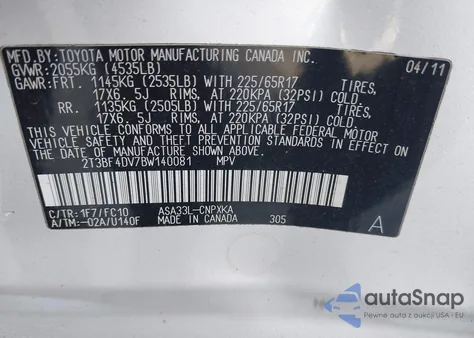 MFD.BY: TOYOTA MOTOR MANUFACTURING CANADA INC.
GVWR: 2055KG (4535LB) 04/11
GAWR: FRT. 1145KG (2535LB) WITH 225/65R17 TIRES,
17X6. 5J RIMS, AT 220KPA (32PSI) COLD.
RR. 1135KG (2505LB) WITH 225/65R17 TIRES,
17X6. 5J RIMS, AT 220KPA (32PSI) COLD.
THIS VEHICLE CONFORMS TO ALL APPLICABLE FEDERAL MOTOR
VEHICLE SAFETY AND THEFT PREVENTION STANDARDS IN EFFECT
ON THE DATE OF MANUFACTURE SHOWN ABOVE.
2T3BF4DV7BW140081 MPV
C/TR: 1F7/FC10 ASA33L-CNPXKA
A/TM: -02A/U140F MADE IN CANADA 305 A
autoSnap
Pewne auta z aukcji USA i EU